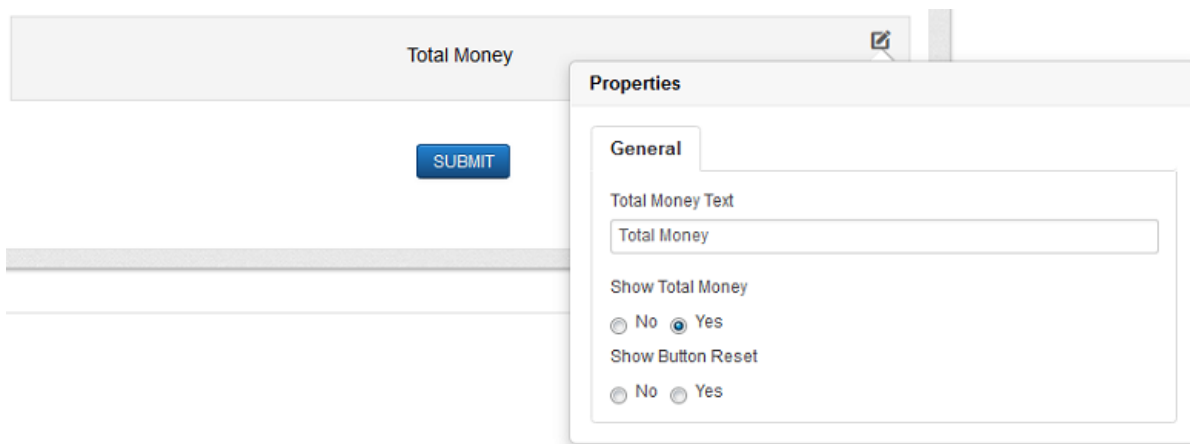 Total Money
Properties
SUBMIT
General
Total Money Text
Total Money
Show Total Money
No Yes
Show Button Reset
No Yes